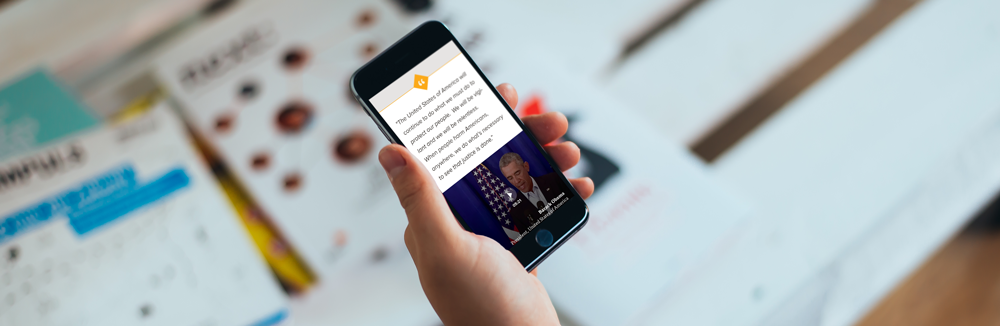 "The United States of America will
continue to do what we must do to
protect our people. We will be vigi-
lant and we will be relentless.
When people harm Americans,
anywhere, we do what's necessary
to see that justice is done."
Barack Obama
President, United States of America